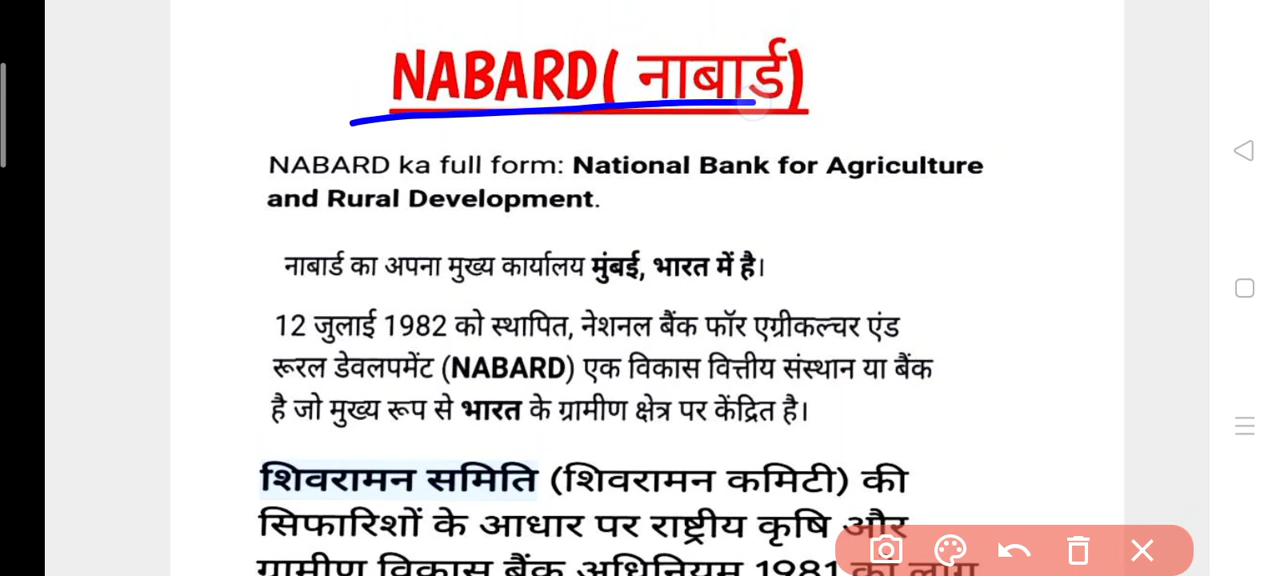 NABARD( नाबार्ड)
NABARD ka full form: National Bank for Agriculture
and Rural Development.
नाबार्ड का अपना मुख्य कार्यालय मुंबई, भारत में है।
12 जुलाई 1982 को स्थापित, नेशनल बैंक फॉर एग्रीकल्चर एंड
रूरल डेवलपमेंट (NABARD) एक विकास वित्तीय संस्थान या बैंक
है जो मुख्य रूप से भारत के ग्रामीण क्षेत्र पर केंद्रित है।
शिवरामन समिति (शिवरामन कमिटी) की
सिफारिशों के आधार पर राष्ट्रीय कृषि और
ग्रामीण विकास बैंक अधिनियम 1981 को लागू